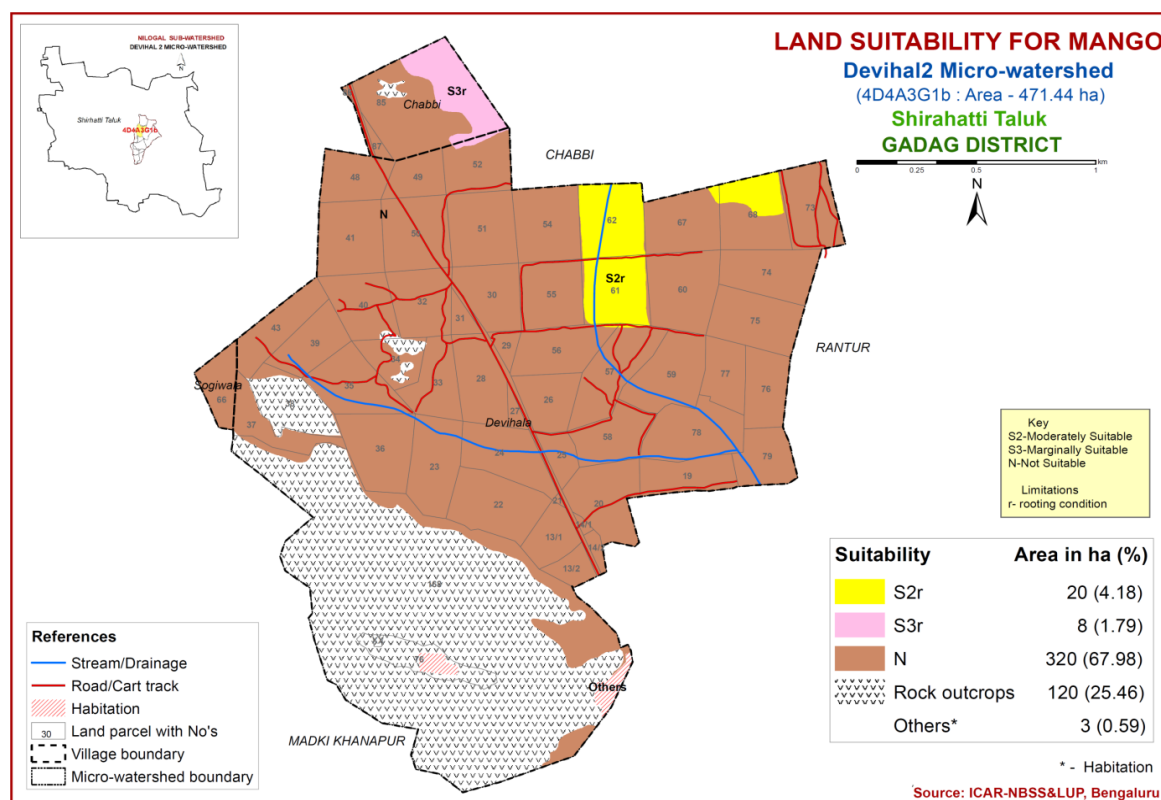 NILOGAL SUB-WATERSHED
DEVIHAL 2 MICRO-WATERSHED
N
Shirhatti Taluk
4D4A3G1b
LAND SUITABILITY FOR MANGO
Devihal2 Micro-watershed
(4D4A3G1b : Area - 471.44 ha)
Shirahatti Taluk
GADAG DISTRICT
0 0.25 0.5 1 km
N
85
Chabbi
S3r
87
CHABBI
48
49
52
N
41
50
51
54
62
67
68
73
S2r
61
40
32
30
55
60
74
75
31
43
39
34
29
56
RANTUR
35
33
28
57
59
77
76
Sogiwala
66
38
27
26
37
Devihala
58
78
36
23
24
25
79
22
21
20
19
14/1
13/1
13/2
76
Others
MADKI KHANAPUR
Key
S2-Moderately Suitable
S3-Marginally Suitable
N-Not Suitable
Limitations
r- rooting condition
Suitability Area in ha (%)
S2r 20 (4.18)
S3r 8 (1.79)
N 320 (67.98)
Rock outcrops 120 (25.46)
Others* 3 (0.59)
* - Habitation
References
Stream/Drainage
Road/Cart track
Habitation
30 Land parcel with No's
Village boundary
Micro-watershed boundary
Source: ICAR-NBSS&LUP, Bengaluru